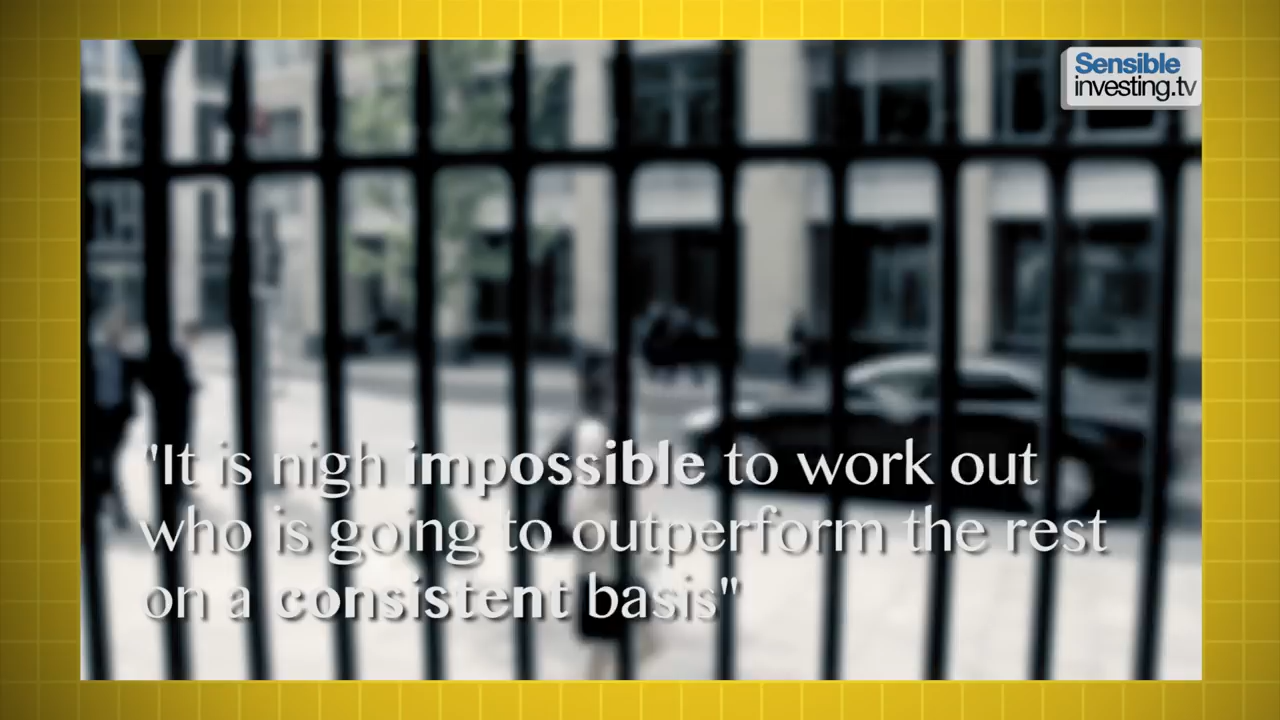 Sensible
investing.tv
"It is nigh impossible to work out
who is going to outperform the rest
on a consistent basis"